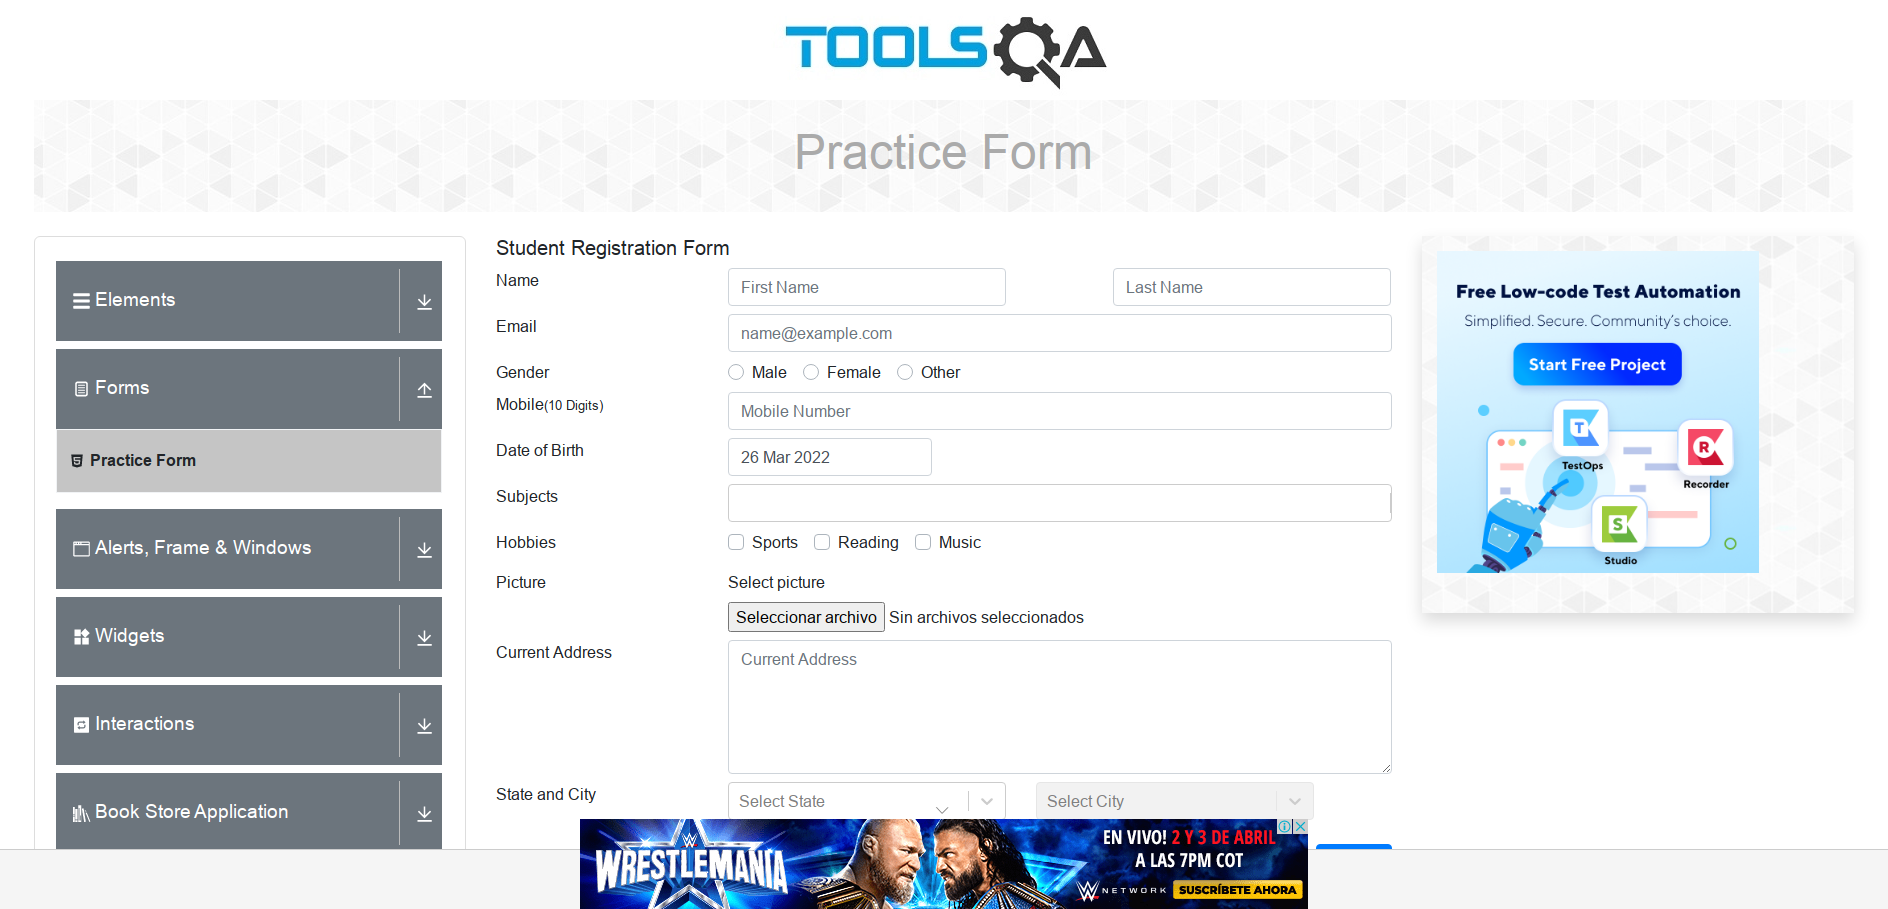 TOOLSQA
Practice Form
Elements
Forms
Practice Form
Alerts, Frame & Windows
Widgets
Interactions
Book Store Application
Student Registration Form
Name
First Name
Last Name
Email
name@example.com
Gender
Male
Female
Other
Mobile(10 Digits)
Mobile Number
Date of Birth
26 Mar 2022
Subjects
Hobbies
Sports
Reading
Music
Picture
Select picture
Seleccionar archivo Sin archivos seleccionados
Current Address
Current Address
State and City
Select State
Select City
Free Low-code Test Automation
Simplified. Secure. Community's choice.
Start Free Project
T
TestOps
R
Recorder
S
Studio
W
WRESTLEMANIA
EN VIVO! 2 Y 3 DE ABRIL
A LAS 7PM COT
W NETWORK
SUSCRÍBETE AHORA